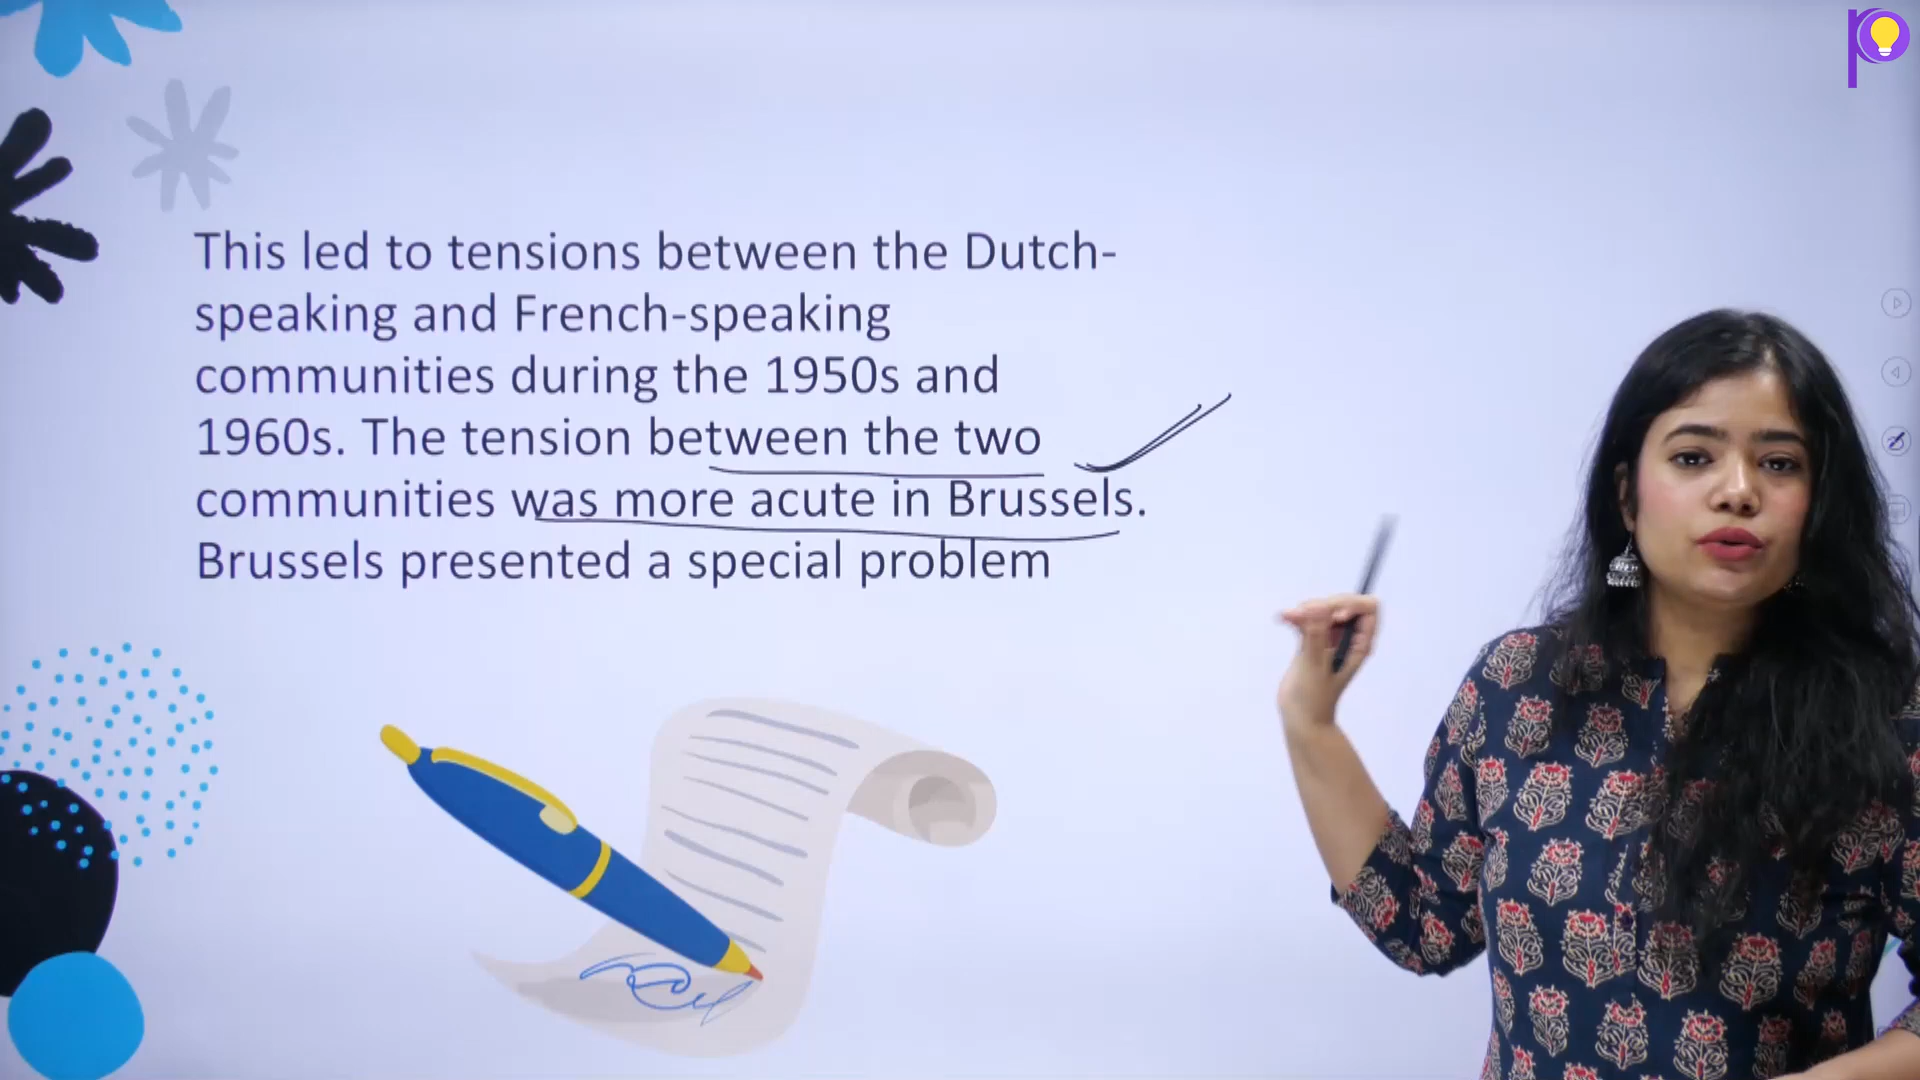 This led to tensions between the Dutch-
speaking and French-speaking
communities during the 1950s and
1960s. The tension between the two
communities was more acute in Brussels.
Brussels presented a special problem